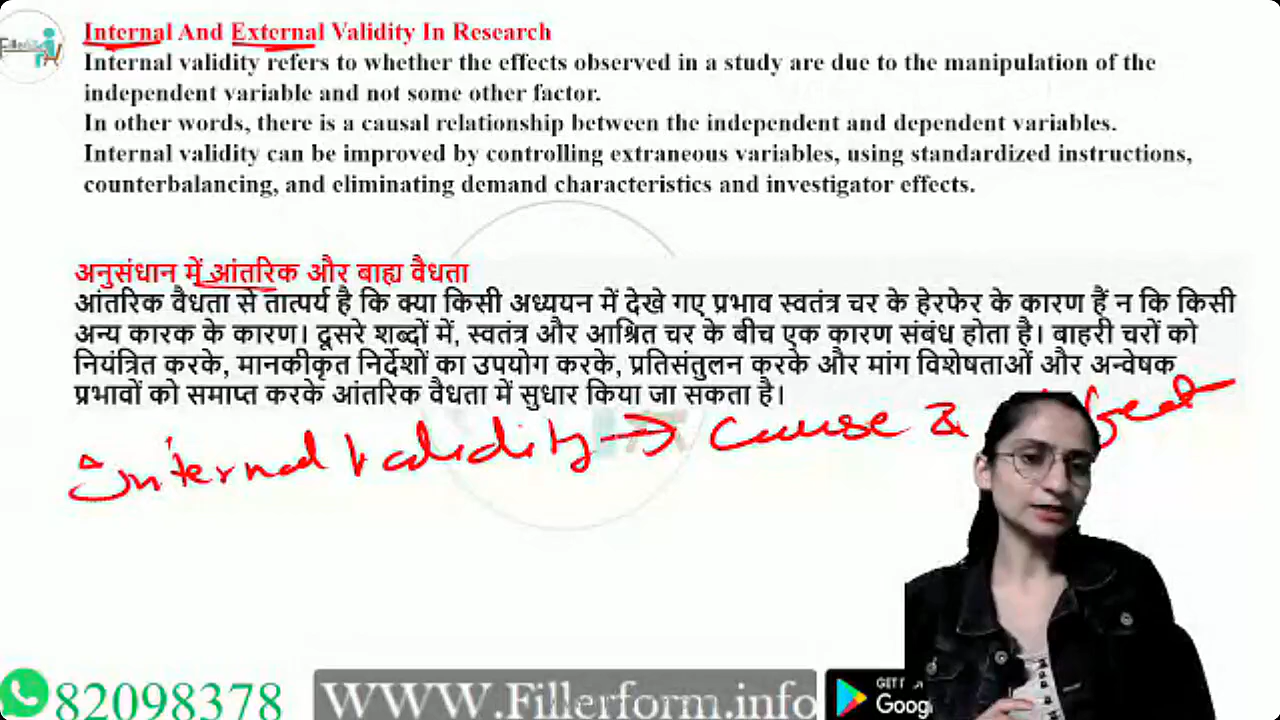 Internal And External Validity In Research
Internal validity refers to whether the effects observed in a study are due to the manipulation of the
independent variable and not some other factor.
In other words, there is a causal relationship between the independent and dependent variables.
Internal validity can be improved by controlling extraneous variables, using standardized instructions,
counterbalancing, and eliminating demand characteristics and investigator effects.
अनुसंधान में आंतरिक और बाह्य वैधता
आंतरिक वैधता से तात्पर्य है कि क्या किसी अध्ययन में देखे गए प्रभाव स्वतंत्र चर के हेरफेर के कारण हैं न कि किसी
अन्य कारक के कारण। दूसरे शब्दों में, स्वतंत्र और आश्रित चर के बीच एक कारण संबंध होता है। बाहरी चरों को
नियंत्रित करके, मानकीकृत निर्देशों का उपयोग करके, प्रतिसंतुलन करके और मांग विशेषताओं और अन्वेषक
प्रभावों को समाप्त करके आंतरिक वैधता में सुधार किया जा सकता है।
Internal Validity → Cause &
82098378 WWW.Fillerform.info GET
Goog